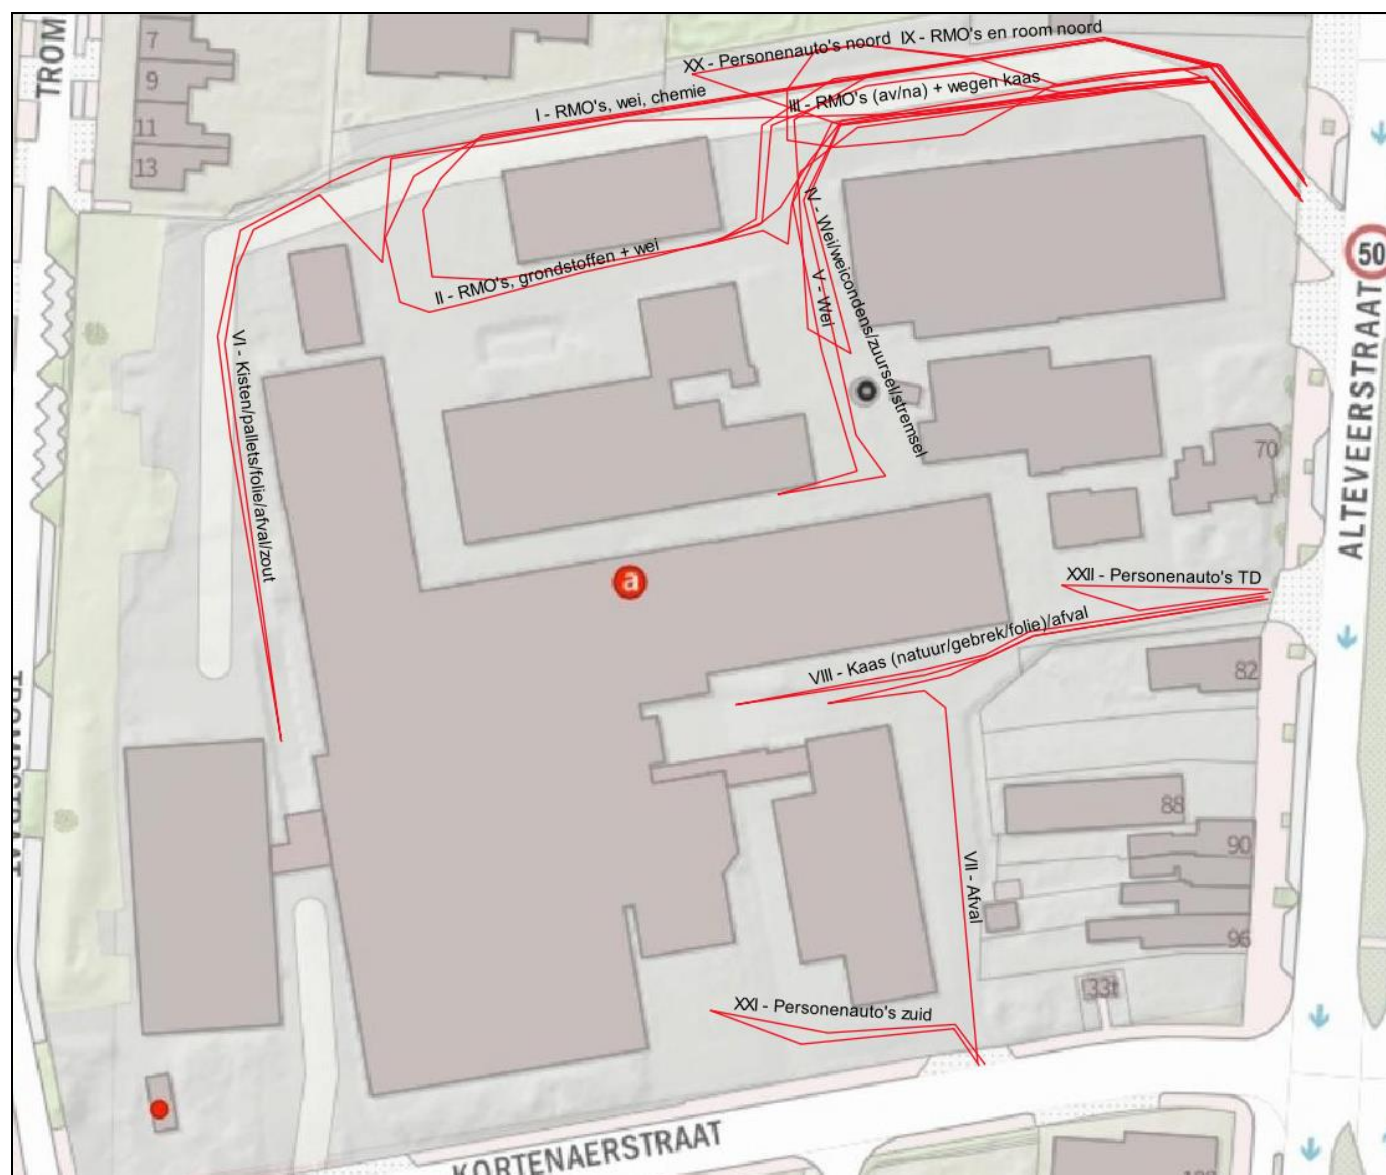 TROM
7
9
11
13
XX - Personenauto's noord
IX - RMO's en room noord
I - RMO's, wei, chemie
III - RMO's (av/na) + wegen kaas
IV - Wei/weicondens/zuursel/stremsel
V - Wei
II - RMO's, grondstoffen + wei
VI - Kisten/pallets/folie/afval/zout
50
ALTEVEERSTRAAT
70
a
XXII - Personenauto's TD
VIII - Kaas (natuur/gebrek/folie)/afval
82
88
90
VII - Afval
96
33t
XXI - Personenauto's zuid
KORTENAERSTRAAT